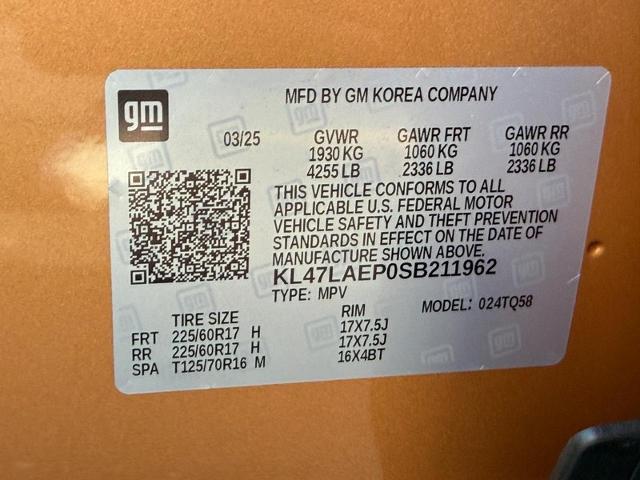 gm
MFD BY GM KOREA COMPANY
03/25 GVWR GAWR FRT GAWR RR
1930 KG 1060 KG 1060 KG
4255 LB 2336 LB 2336 LB
THIS VEHICLE CONFORMS TO ALL
APPLICABLE U.S. FEDERAL MOTOR
VEHICLE SAFETY AND THEFT PREVENTION
STANDARDS IN EFFECT ON THE DATE OF
MANUFACTURE SHOWN ABOVE.
KL47LAEP0SB211962
TYPE: MPV MODEL: 024TQ58
TIRE SIZE RIM
FRT 225/60R17 H 17X7.5J
RR 225/60R17 H 17X7.5J
SPA T125/70R16 M 16X4BT